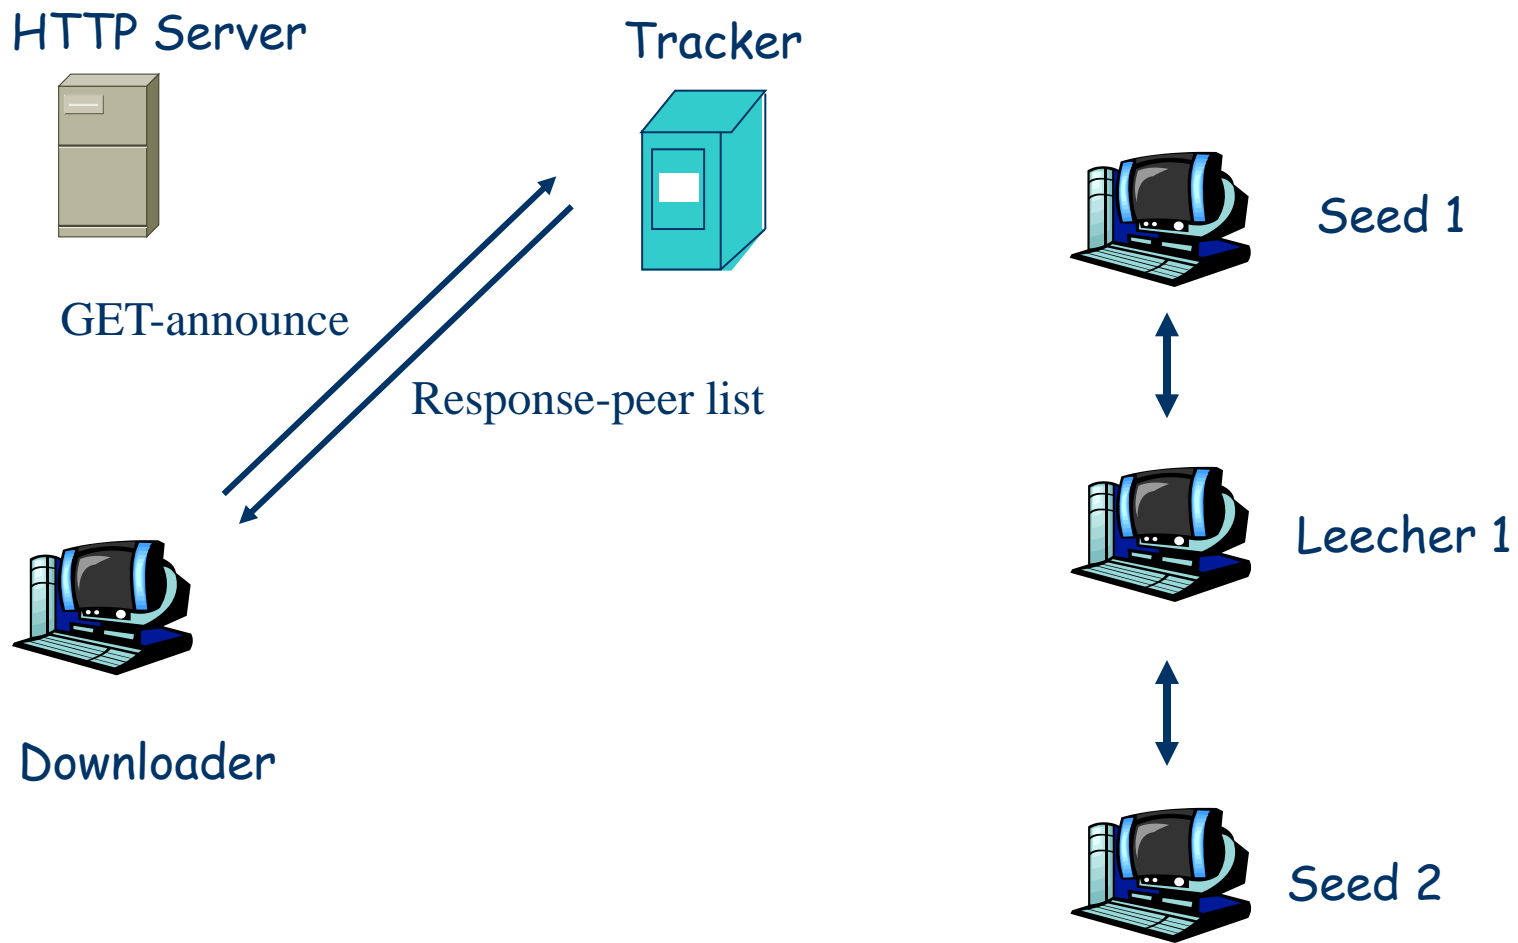 HTTP Server
Tracker
Seed 1
GET-announce
Response-peer list
Leecher 1
Downloader
Seed 2